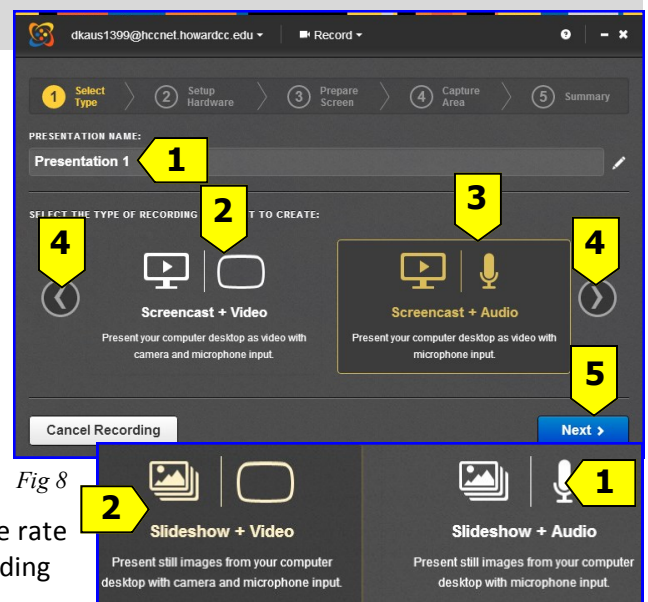 dkaus1399@hccnet.howardcc.edu Record
1 Select Type 2 Setup Hardware 3 Prepare Screen 4 Capture Area 5 Summary
PRESENTATION NAME:
Presentation 1 1
2 3
SELECT THE TYPE OF RECORDING T TO CREATE:
4 4
Screencast + Video Screencast + Audio
Present your computer desktop as video with Present your computer desktop as video with
camera and microphone input. microphone input.
5
Cancel Recording Next >
Fig 8
1
2
e rate Slideshow + Video Slideshow + Audio
ding Present still images from your computer Present still images from your computer
desktop with camera and microphone input. desktop with microphone input.